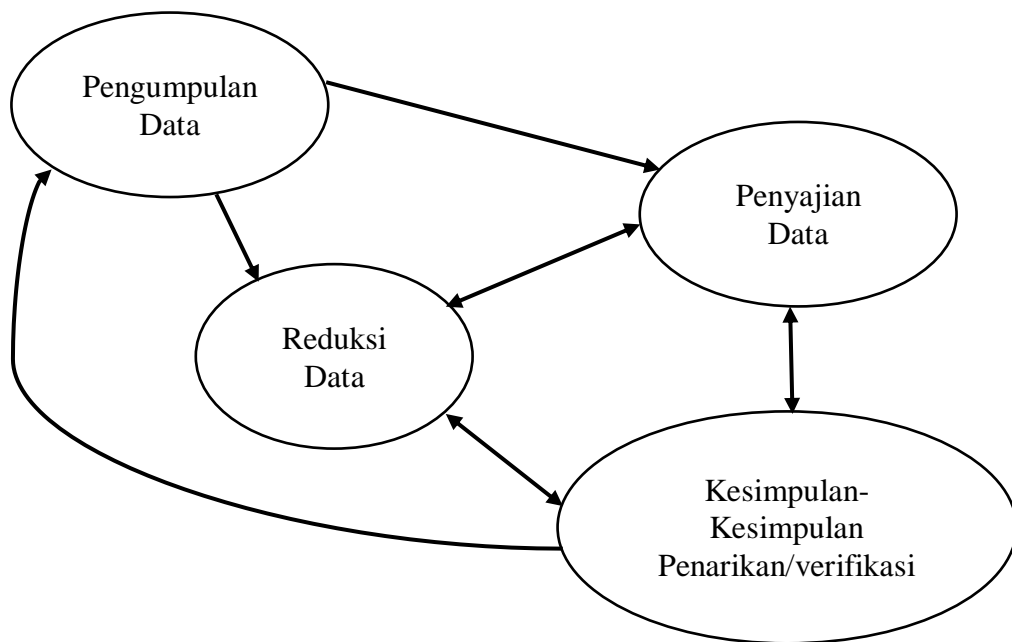 Pengumpulan
Data
Penyajian
Data
Reduksi
Data
Kesimpulan-
Kesimpulan
Penarikan/verifikasi